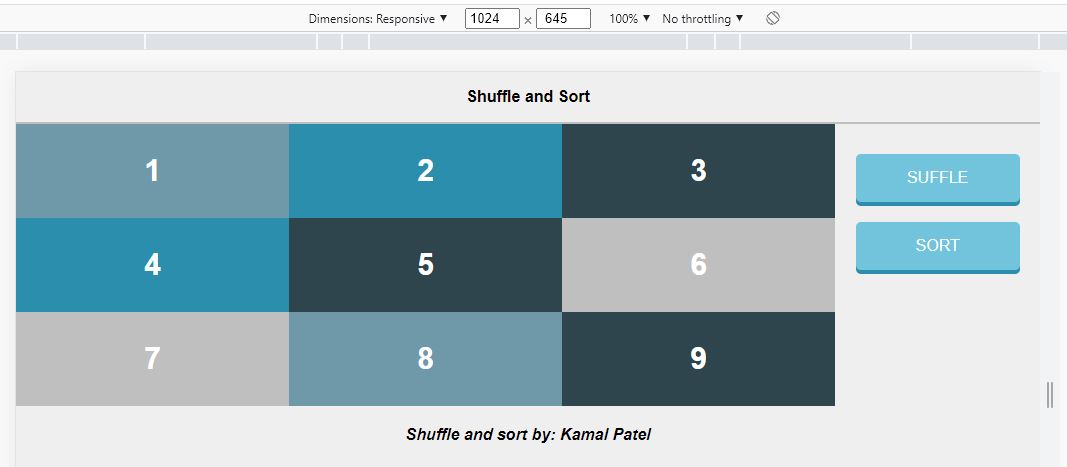 Dimensions: Responsive ▼ 1024 × 645 100% ▼ No throttling ▼
Shuffle and Sort
1 2 3
SUFFLE
4 5 6
SORT
7 8 9
Shuffle and sort by: Kamal Patel